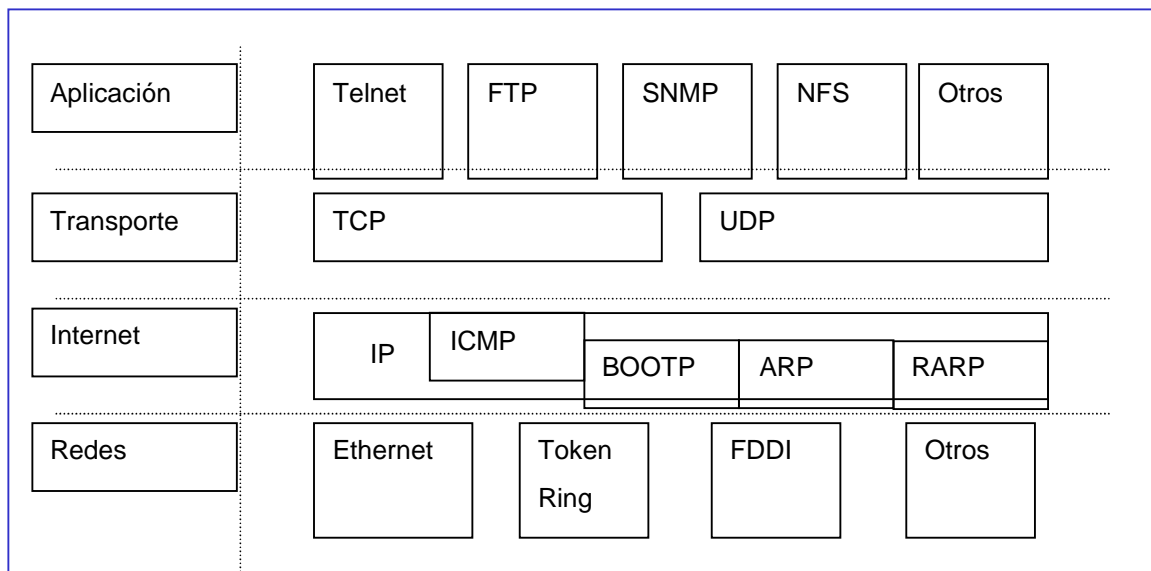 Aplicación
Telnet
FTP
SNMP
NFS
Otros
Transporte
TCP
UDP
Internet
IP
ICMP
BOOTP
ARP
RARP
Redes
Ethernet
Token
Ring
FDDI
Otros